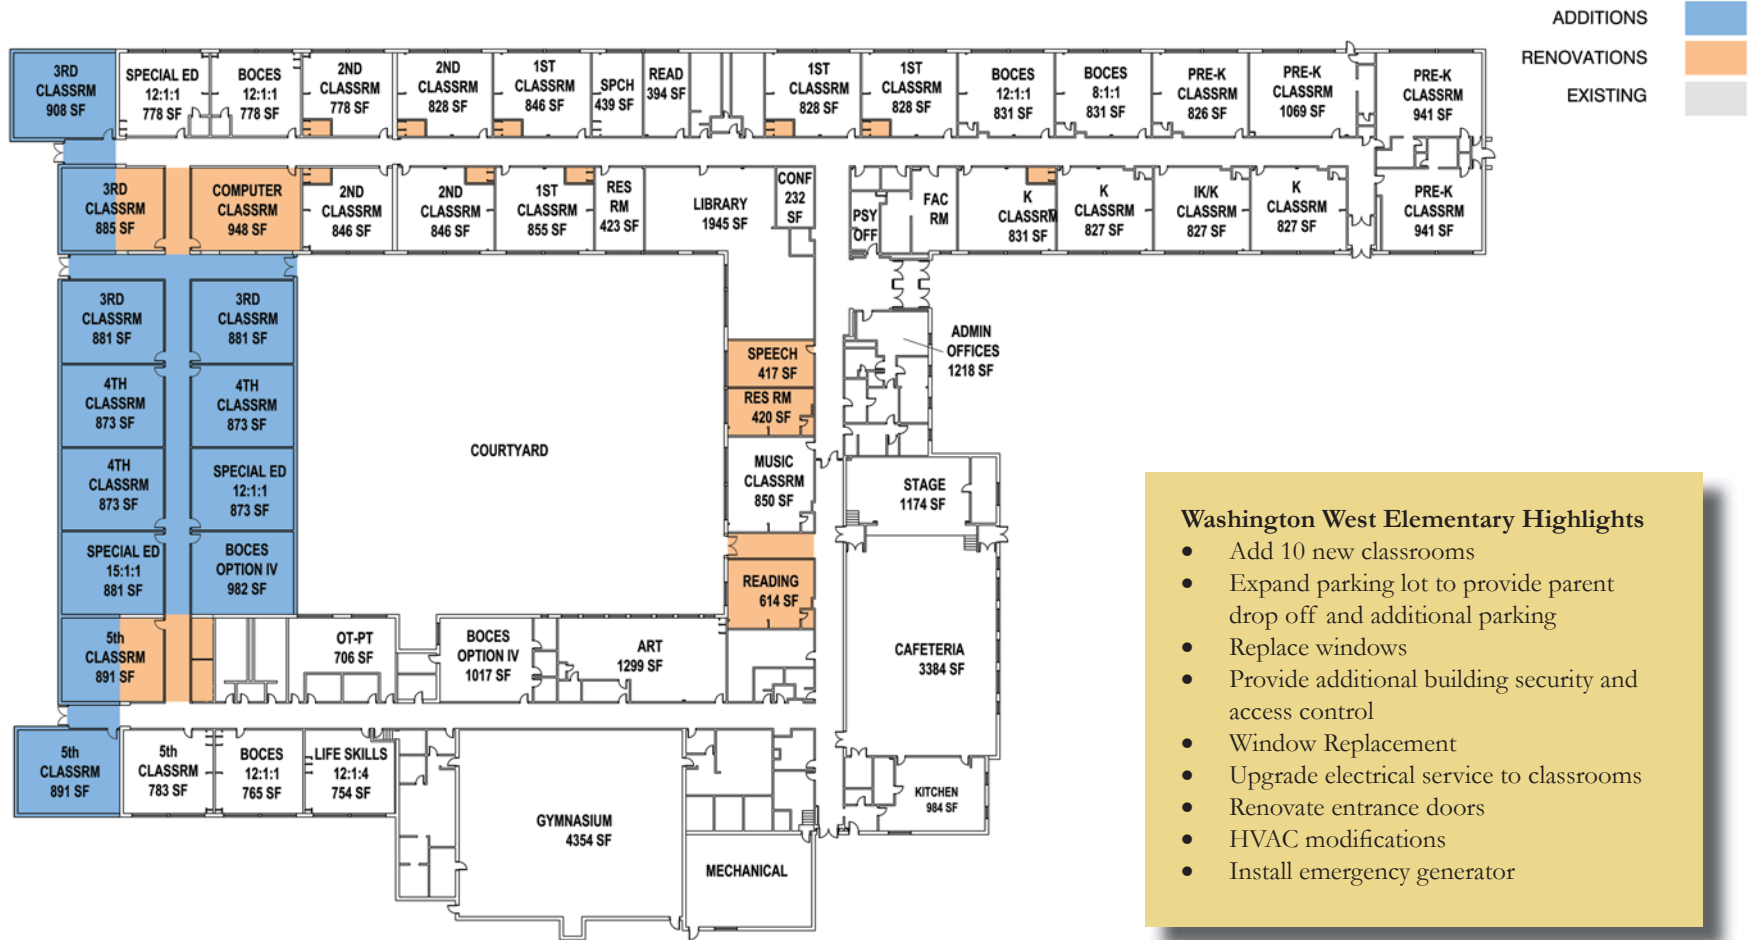 ADDITIONS
RENOVATIONS
EXISTING
3RD
CLASSRM
908 SF
SPECIAL ED
12:1:1
778 SF
BOCES
12:1:1
778 SF
2ND
CLASSRM
778 SF
2ND
CLASSRM
828 SF
1ST
CLASSRM
846 SF
SPCH
439 SF
READ
394 SF
1ST
CLASSRM
828 SF
1ST
CLASSRM
828 SF
BOCES
12:1:1
831 SF
BOCES
8:1:1
831 SF
PRE-K
CLASSRM
826 SF
PRE-K
CLASSRM
1069 SF
PRE-K
CLASSRM
941 SF
3RD
CLASSRM
885 SF
COMPUTER
CLASSRM
948 SF
2ND
CLASSRM
846 SF
2ND
CLASSRM
846 SF
1ST
CLASSRM
855 SF
RES
RM
423 SF
LIBRARY
1945 SF
CONF
232
SF
PSY
OFF
FAC
RM
K
CLASSRM
831 SF
K
CLASSRM
827 SF
IK/K
CLASSRM
827 SF
K
CLASSRM
827 SF
PRE-K
CLASSRM
941 SF
3RD
CLASSRM
881 SF
3RD
CLASSRM
881 SF
4TH
CLASSRM
873 SF
4TH
CLASSRM
873 SF
4TH
CLASSRM
873 SF
SPECIAL ED
12:1:1
873 SF
SPECIAL ED
15:1:1
881 SF
BOCES
OPTION IV
982 SF
COURTYARD
SPEECH
417 SF
RES RM
420 SF
MUSIC
CLASSRM
850 SF
READING
614 SF
ADMIN
OFFICES
1218 SF
STAGE
1174 SF
CAFETERIA
3384 SF
KITCHEN
984 SF
5th
CLASSRM
891 SF
OT-PT
706 SF
BOCES
OPTION IV
1017 SF
ART
1299 SF
5th
CLASSRM
891 SF
5th
CLASSRM
783 SF
BOCES
12:1:1
765 SF
LIFE SKILLS
12:1:4
754 SF
GYMNASIUM
4354 SF
MECHANICAL
Washington West Elementary Highlights
• Add 10 new classrooms
• Expand parking lot to provide parent
drop off and additional parking
• Replace windows
• Provide additional building security and
access control
• Window Replacement
• Upgrade electrical service to classrooms
• Renovate entrance doors
• HVAC modifications
• Install emergency generator